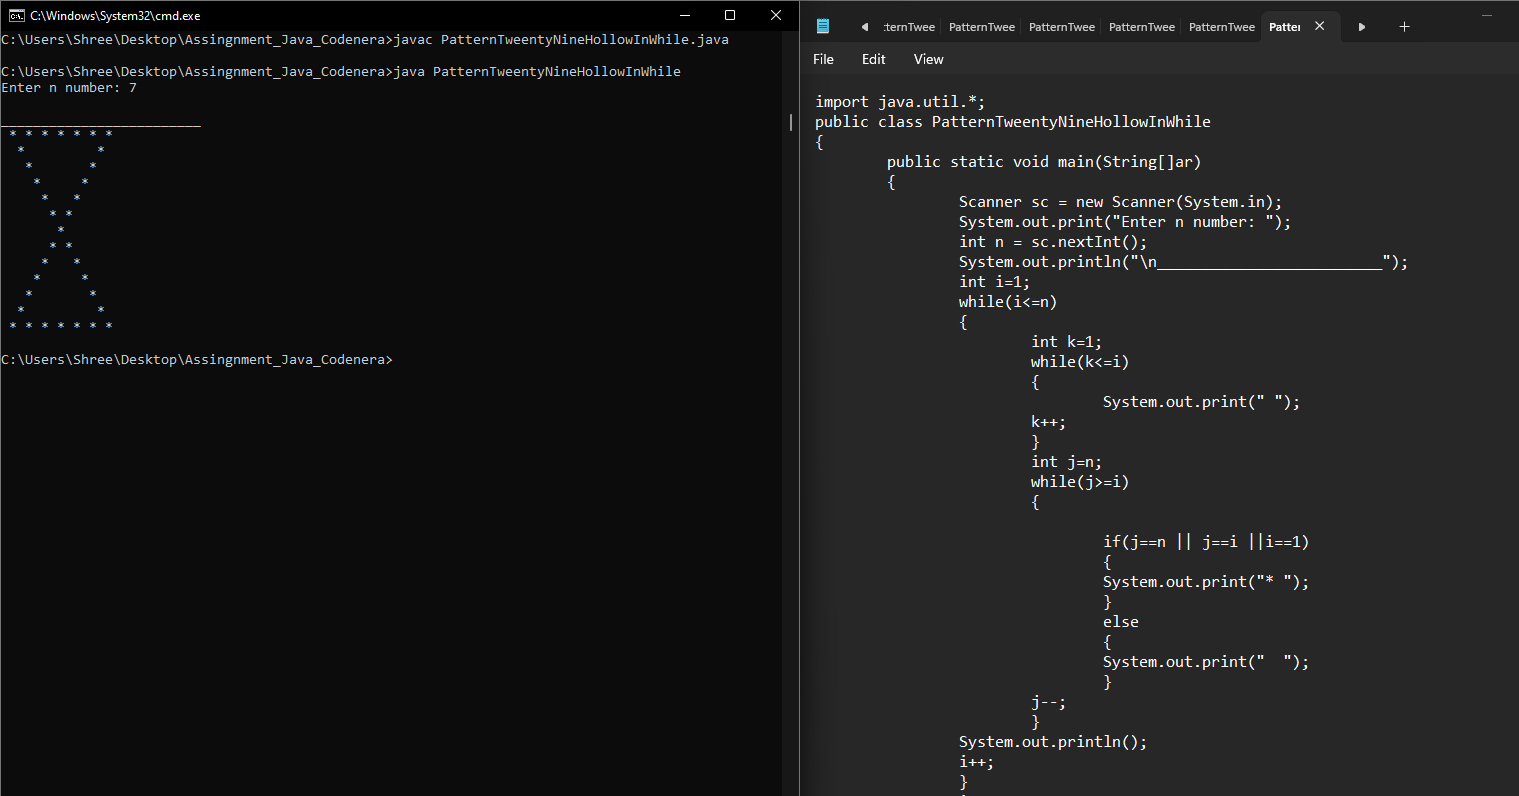 C:\Windows\System32\cmd.exe
C:\Users\Shree\Desktop\Assingnment_Java_Codenera>javac PatternTweentyNineHollowInWhile.java
C:\Users\Shree\Desktop\Assingnment_Java_Codenera>java PatternTweentyNineHollowInWhile
Enter n number: 7
_________________________
 * * * * * * *
  *         *
   *       *
    *     *
     *   *
      * *
       *
      * *
     *   *
    *     *
   *       *
  *         *
 * * * * * * *
C:\Users\Shree\Desktop\Assingnment_Java_Codenera>
:ternTwee PatternTwee PatternTwee PatternTwee PatternTwee Patter
File Edit View
import java.util.*;
public class PatternTweentyNineHollowInWhile
{
        public static void main(String[]ar)
        {
                Scanner sc = new Scanner(System.in);
                System.out.print("Enter n number: ");
                int n = sc.nextInt();
                System.out.println("\n_________________________");
                int i=1;
                while(i<=n)
                {
                        int k=1;
                        while(k<=i)
                        {
                                System.out.print(" ");
                        k++;
                        }
                        int j=n;
                        while(j>=i)
                        {
                                if(j==n || j==i ||i==1)
                                {
                                System.out.print("* ");
                                }
                                else
                                {
                                System.out.print("  ");
                                }
                        j--;
                        }
                System.out.println();
                i++;
                }